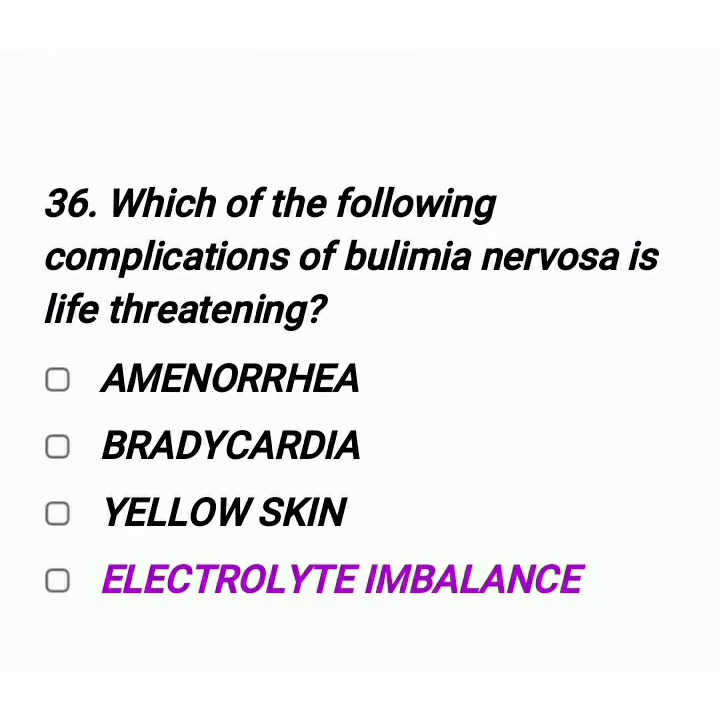 36. Which of the following
complications of bulimia nervosa is
life threatening?
AMENORRHEA
BRADYCARDIA
YELLOW SKIN
ELECTROLYTE IMBALANCE